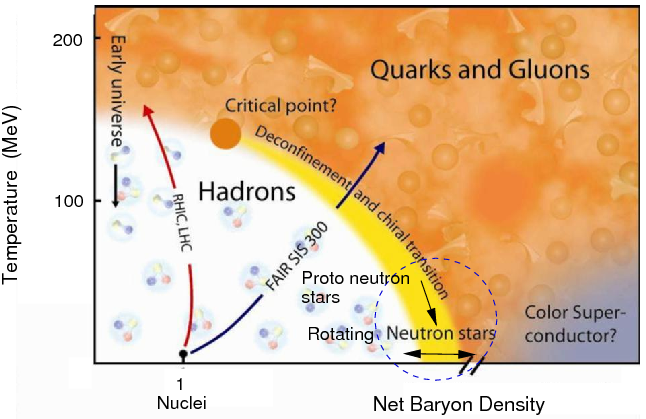 200
Early universe
Quarks and Gluons
Critical point?
Deconfinement and chiral transition
Temperature (MeV)
Hadrons
100
RHIC, LHC
FAIR SIS 300
Proto neutron
stars
Color Super-
conductor?
Rotating
Neutron stars
1
Nuclei
Net Baryon Density